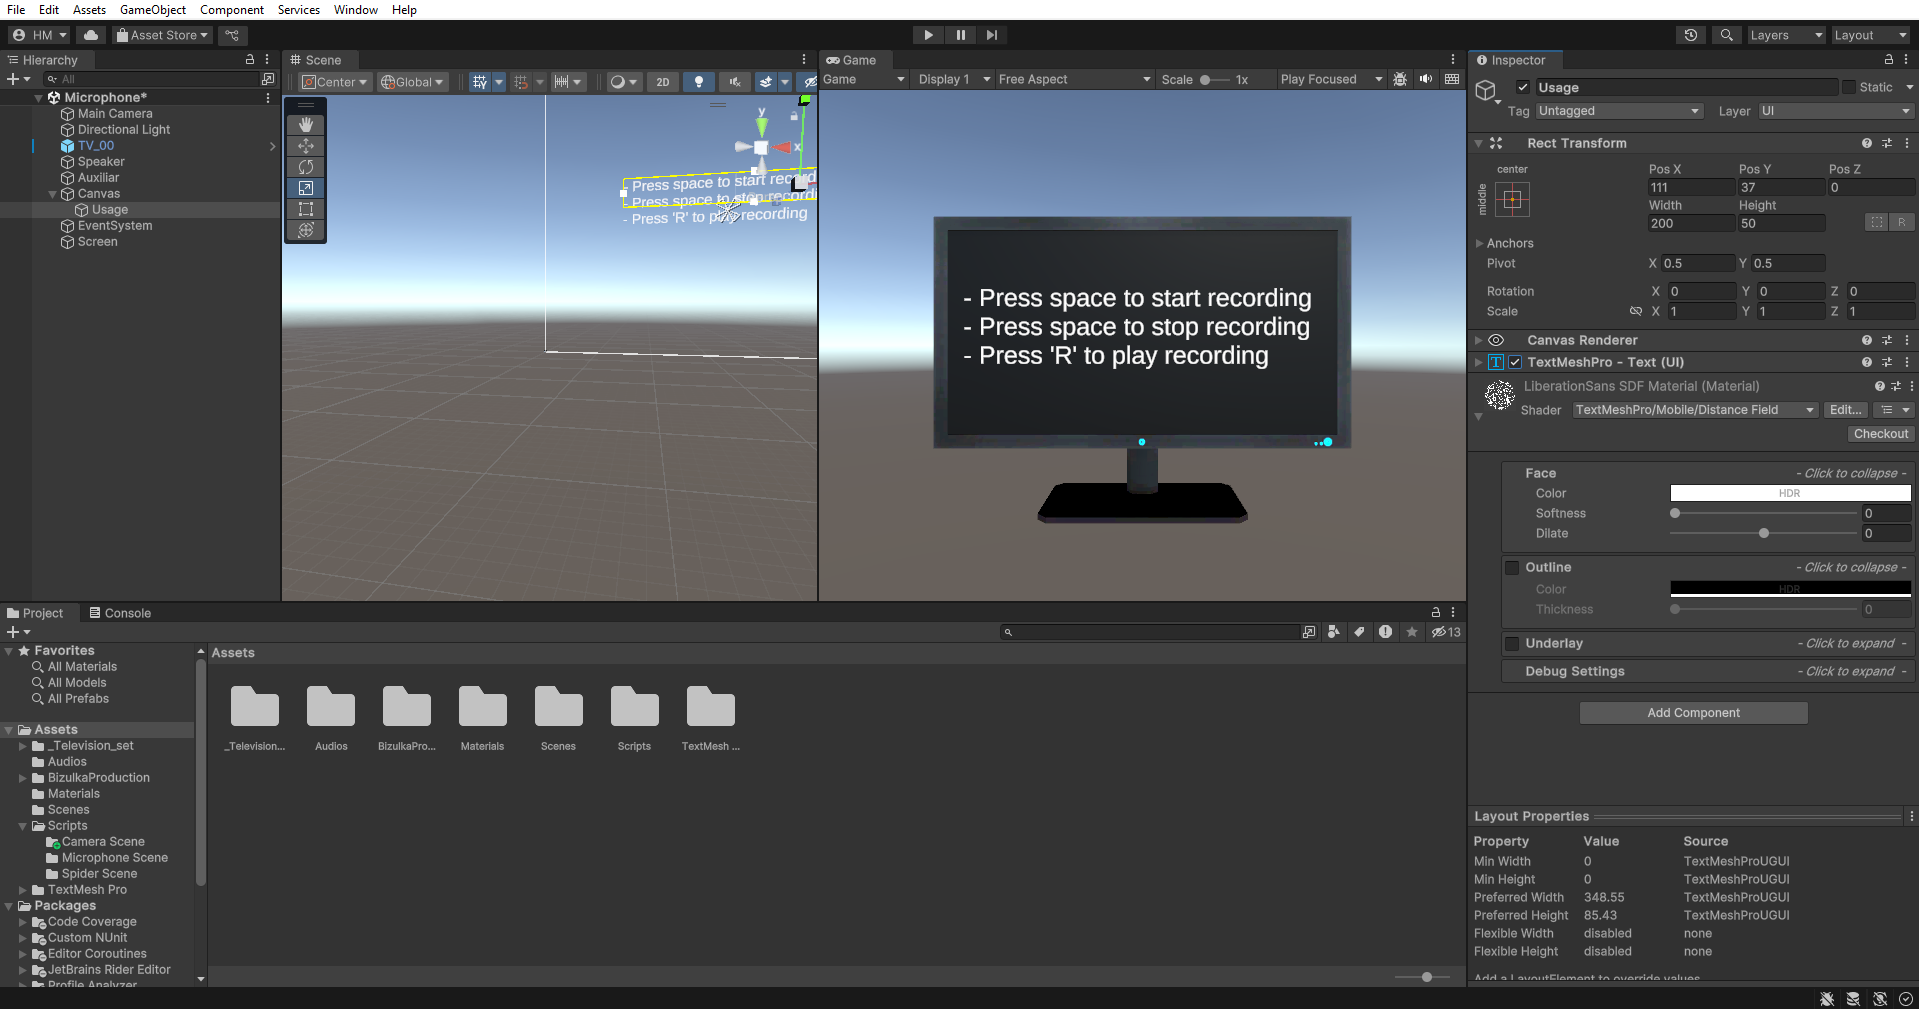 File Edit Assets GameObject Component Services Window Help
HM Asset Store Layers Layout
Hierarchy
All
Microphone*
Main Camera
Directional Light
TV_00
Speaker
Auxiliar
Canvas
Usage
EventSystem
Screen
Scene
Center Global 2D
y
x
- Press space to start record
- Press space to stop recordi
- Press 'R' to play recording
Game
Game Display 1 Free Aspect Scale 1x Play Focused
- Press space to start recording
- Press space to stop recording
- Press 'R' to play recording
Inspector
Usage Static
Tag Untagged Layer UI
Rect Transform
center Pos X Pos Y Pos Z
middle 111 37 0
Width Height
200 50 R
Anchors
Pivot X 0.5 Y 0.5
Rotation X 0 Y 0 Z 0
Scale X 1 Y 1 Z 1
Canvas Renderer
TextMeshPro - Text (UI)
LiberationSans SDF Material (Material)
Shader TextMeshPro/Mobile/Distance Field Edit...
Checkout
Face - Click to collapse -
Color HDR
Softness 0
Dilate 0
Outline - Click to collapse -
Color HDR
Thickness 0
Underlay - Click to expand -
Debug Settings - Click to expand -
Add Component
Layout Properties
Property Value Source
Min Width 0 TextMeshProUGUI
Min Height 0 TextMeshProUGUI
Preferred Width 348.55 TextMeshProUGUI
Preferred Height 85.43 TextMeshProUGUI
Flexible Width disabled none
Flexible Height disabled none
Add a LayoutElement to override values
Project Console
13
Favorites
All Materials
All Models
All Prefabs
Assets
_Television_set
Audios
BizulkaProduction
Materials
Scenes
Scripts
Camera Scene
Microphone Scene
Spider Scene
TextMesh Pro
Packages
Code Coverage
Custom NUnit
Editor Coroutines
JetBrains Rider Editor
Profile Analyzer
Assets
_Television... Audios BizulkaPro... Materials Scenes Scripts TextMesh ...